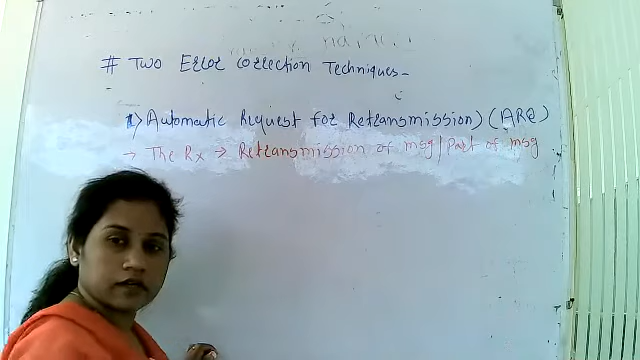 # Two Error Correction Techniques-
1) Automatic Request for Retransmission) (ARQ)
→ The Rx → Retransmission of msg/Part of msg